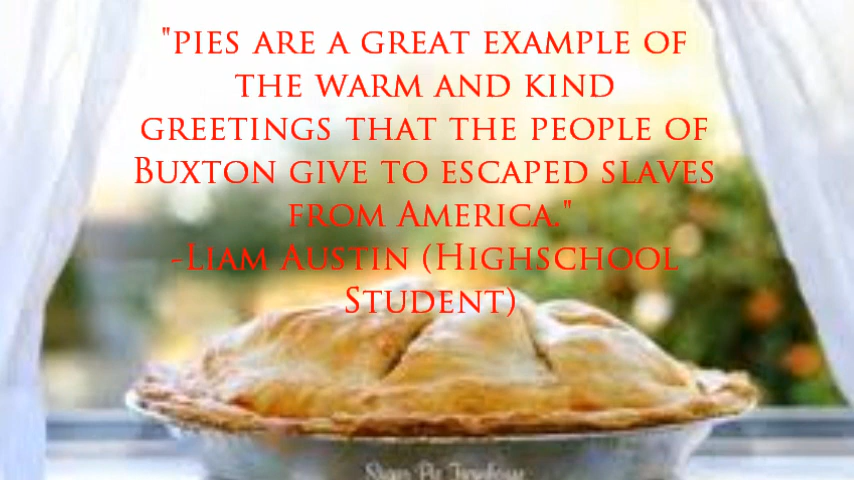 "PIES ARE A GREAT EXAMPLE OF
THE WARM AND KIND
GREETINGS THAT THE PEOPLE OF
BUXTON GIVE TO ESCAPED SLAVES
FROM AMERICA."
-LIAM AUSTIN (HIGHSCHOOL
STUDENT)